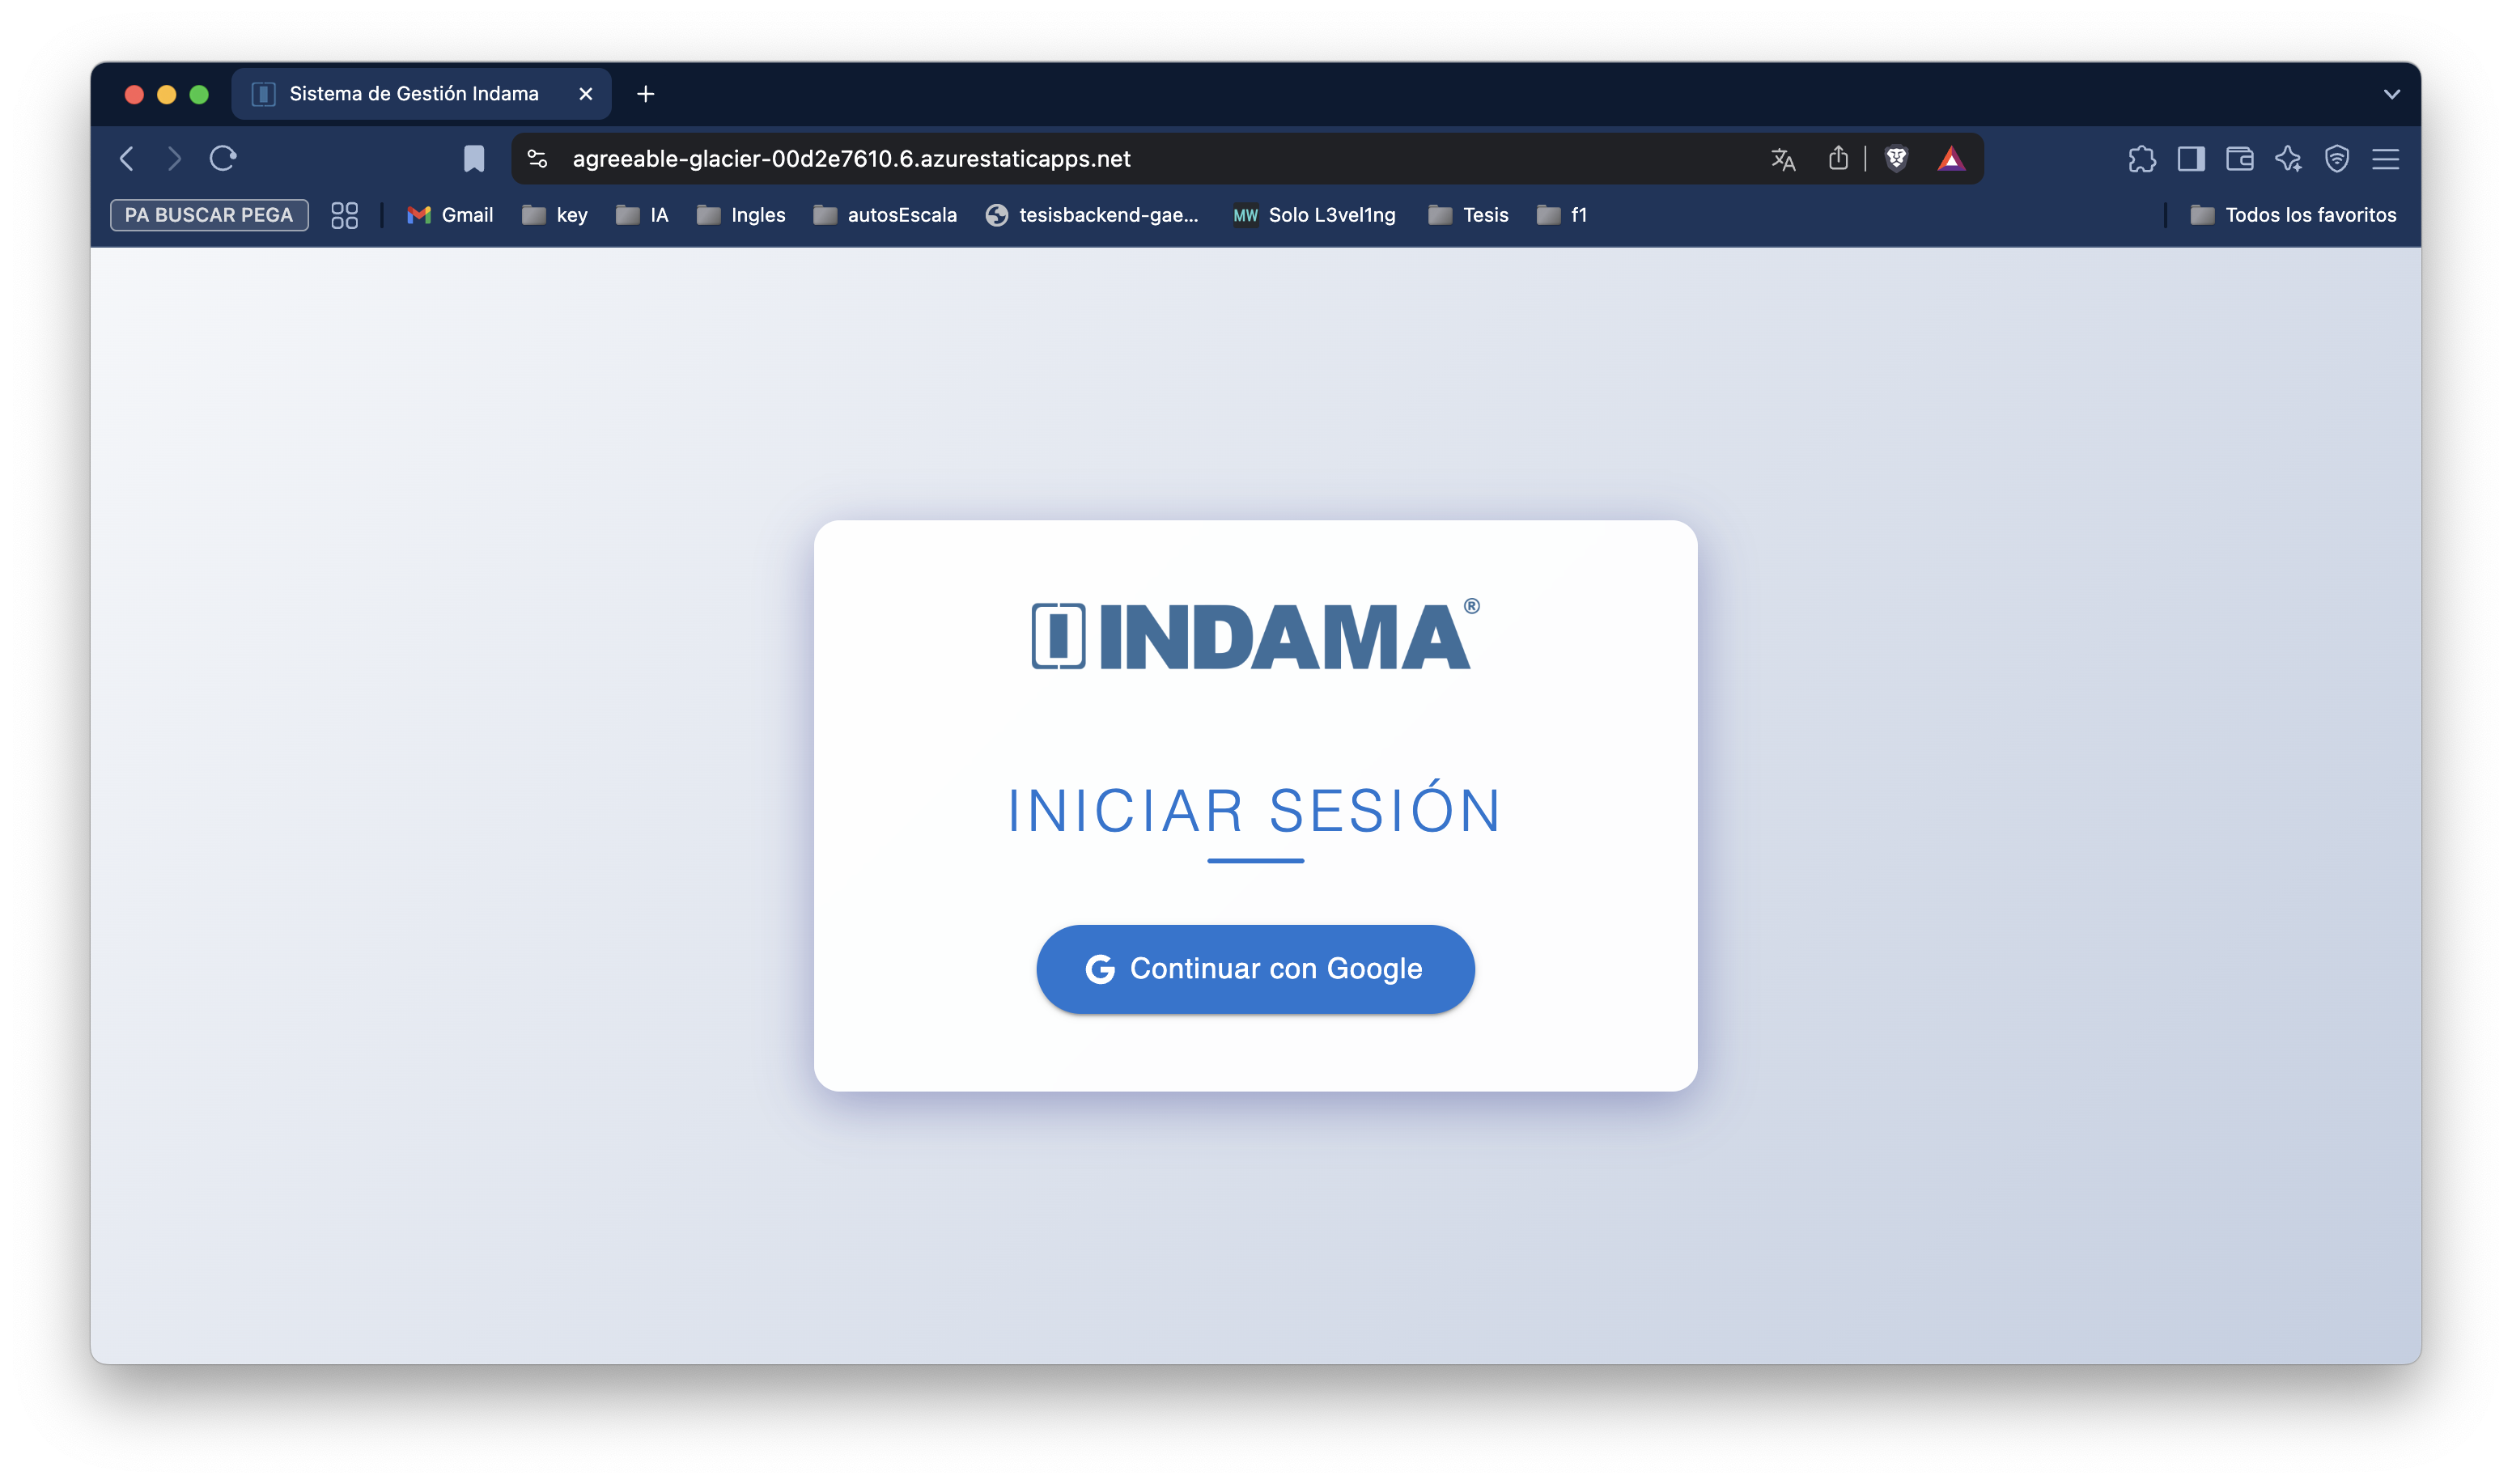 Sistema de Gestión Indama
agreeable-glacier-00d2e7610.6.azurestaticapps.net
PA BUSCAR PEGA Gmail key IA Ingles autosEscala tesisbackend-gae... MW Solo L3vel1ng Tesis f1 Todos los favoritos
INDAMA®
INICIAR SESIÓN
G Continuar con Google